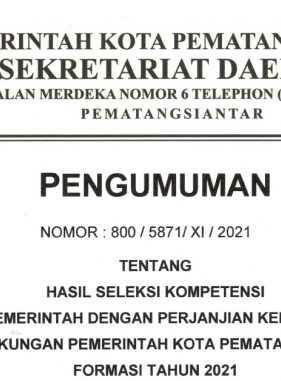 RINTAH KOTA PEMATAN
SEKRETARIAT DAE
ALAN MERDEKA NOMOR 6 TELEPHON (
PEMATANGSIANTAR
PENGUMUMAN
NOMOR : 800 / 5871/ XI / 2021
TENTANG
HASIL SELEKSI KOMPETENSI
EMERINTAH DENGAN PERJANJIAN KE
KUNGAN PEMERINTAH KOTA PEMATA
FORMASI TAHUN 2021